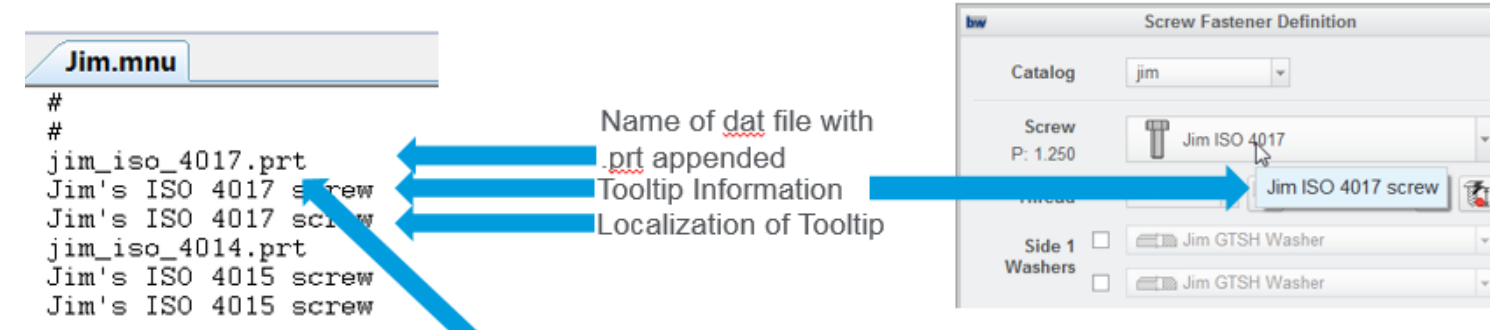 Jim.mnu
#
#
jim_iso_4017.prt
Jim's ISO 4017 screw
Jim's ISO 4017 screw
jim_iso_4014.prt
Jim's ISO 4015 screw
Jim's ISO 4015 screw
Name of dat file with
.prt appended
Tooltip Information
Localization of Tooltip
bw Screw Fastener Definition
Catalog jim
Screw Jim ISO 4017
P: 1.250
Jim ISO 4017 screw
Thread
Side 1 Jim GTSH Washer
Washers
Jim GTSH Washer